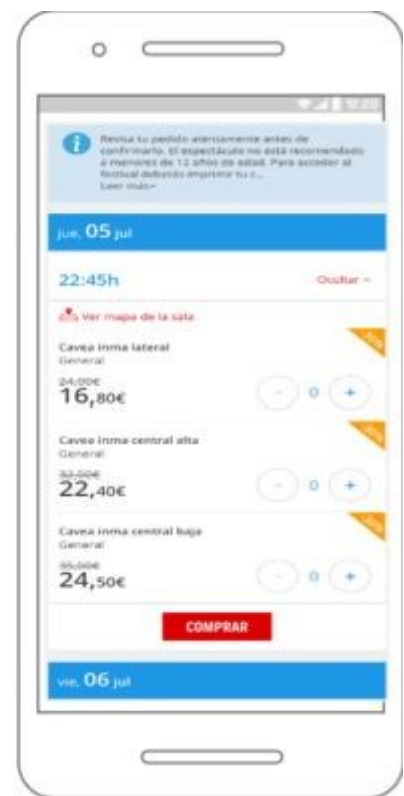 12:20
Revisa tu pedido atentamente antes de
confirmarlo. El espectáculo no está recomendado
a menores de 12 años de edad. Para acceder al
festival deberás imprimir tu c...
Leer más
jue, 05 jul
22:45h Ocultar
Ver mapa de la sala
Cavea inma lateral
General
24,00€
16,80€
- 0 +
Cavea inma central alta
General
32,00€
22,40€
- 0 +
Cavea inma central baja
General
35,00€
24,50€
- 0 +
COMPRAR
vie, 06 jul